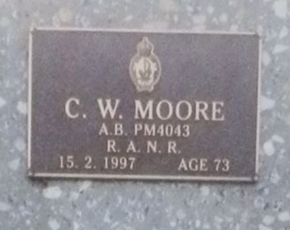 C. W. MOORE
A.B. PM4043
R. A. N. R.
15. 2. 1997 AGE 73